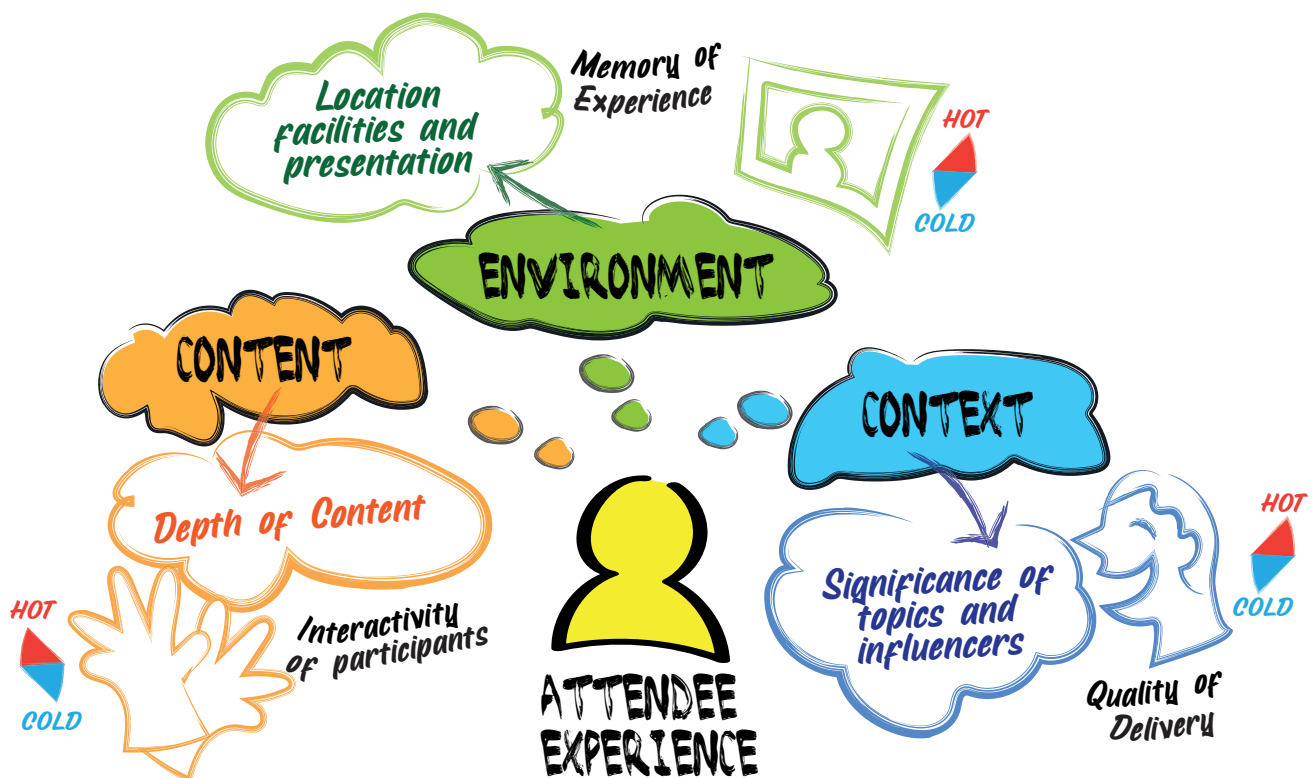 Location
facilities and
presentation
Memory of
Experience
HOT
COLD
ENVIRONMENT
CONTENT
CONTEXT
Depth of Content
HOT
COLD
Interactivity
of participants
Significance of
topics and
influencers
HOT
COLD
Quality of
Delivery
ATTENDEE
EXPERIENCE